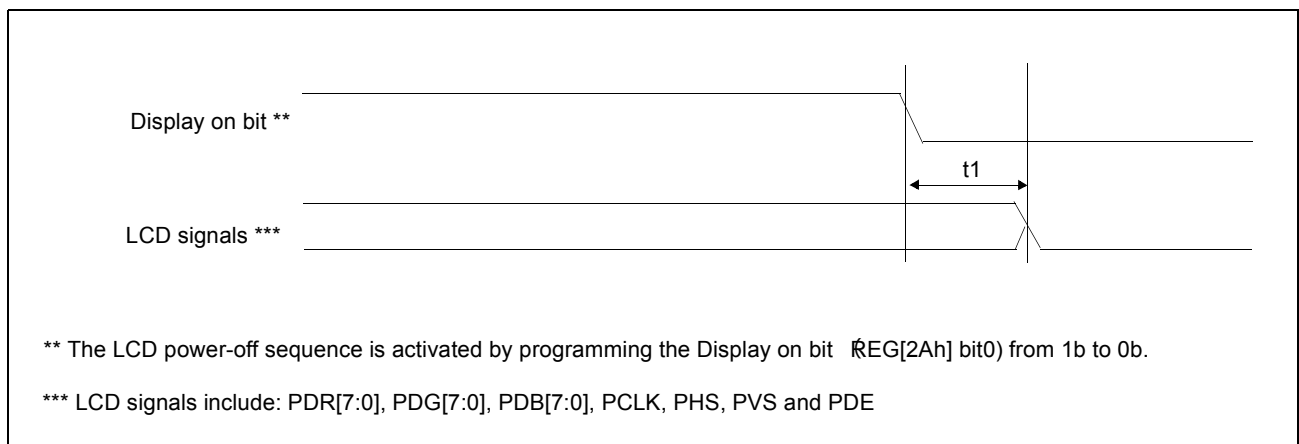 Display on bit **
t1
LCD signals ***
** The LCD power-off sequence is activated by programming the Display on bit (REG[2Ah] bit0) from 1b to 0b.
*** LCD signals include: PDR[7:0], PDG[7:0], PDB[7:0], PCLK, PHS, PVS and PDE